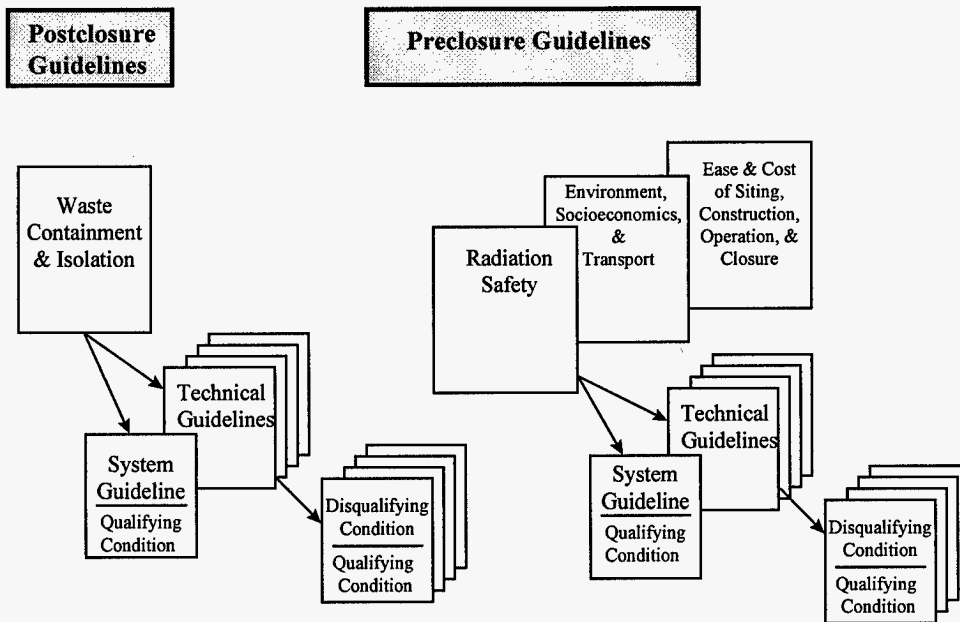 Postclosure
Guidelines
Preclosure Guidelines
Waste
Containment
& Isolation
Technical
Guidelines
System
Guideline
Qualifying
Condition
Disqualifying
Condition
Qualifying
Condition
Radiation
Safety
Environment,
Socioeconomics,
&
Transport
Ease & Cost
of Siting,
Construction,
Operation, &
Closure
Technical
Guidelines
System
Guideline
Qualifying
Condition
Disqualifying
Condition
Qualifying
Condition